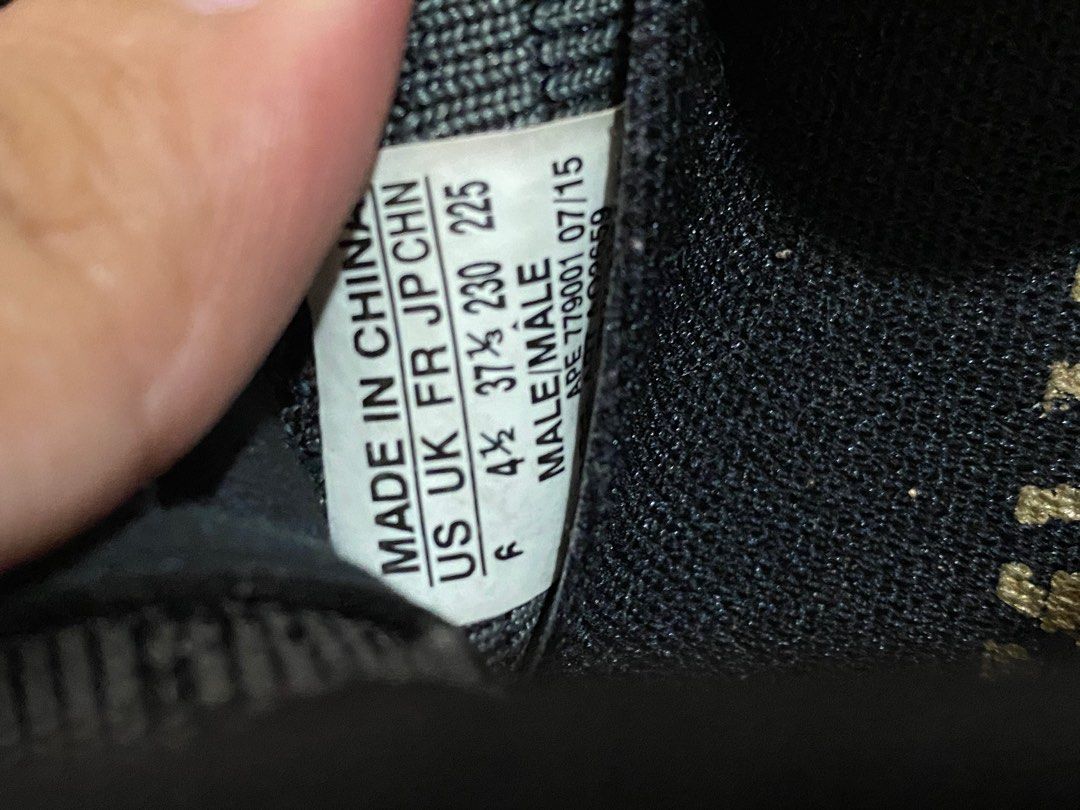 MADE IN CHINA
US UK FR JP CHN
4½ 37⅓ 230 225
MALE/MÂLE
APE 779001 07/15